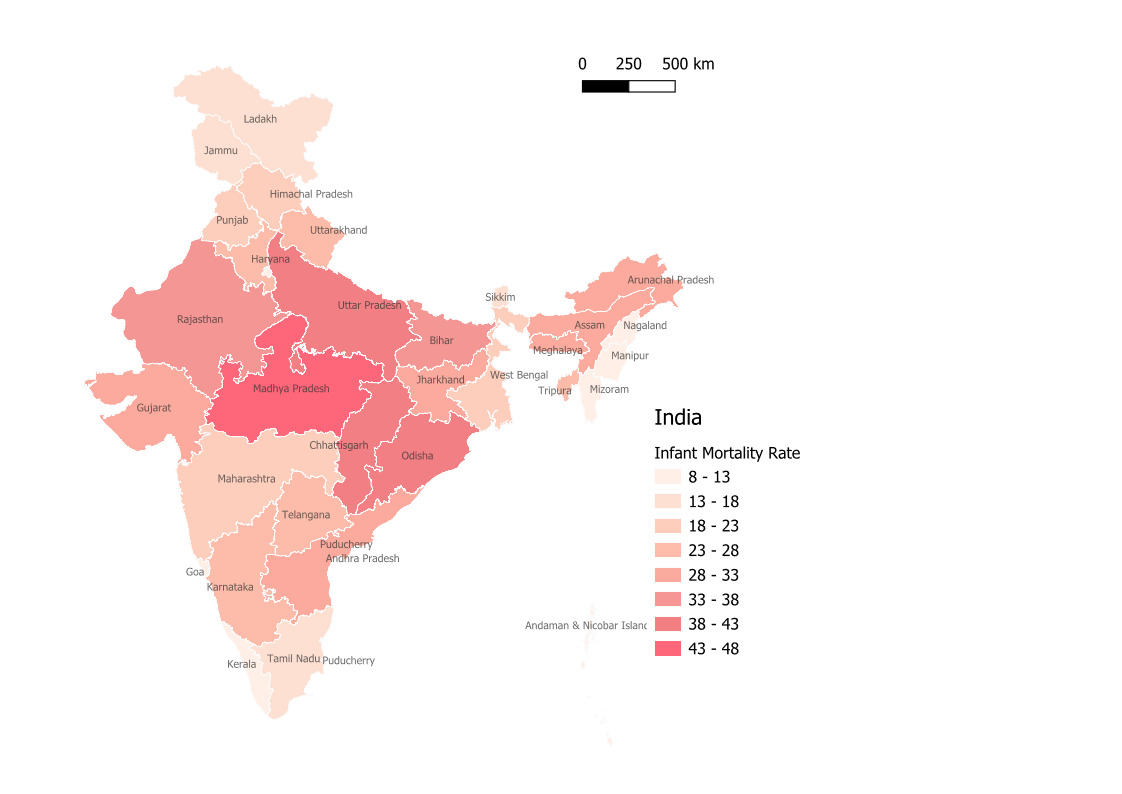 0 250 500 km
Ladakh
Jammu
Himachal Pradesh
Punjab
Uttarakhand
Haryana
Arunachal Pradesh
Sikkim
Uttar Pradesh
Rajasthan
Assam
Nagaland
Bihar
Meghalaya
Manipur
West Bengal
Jharkhand
Madhya Pradesh
Tripura
Mizoram
Gujarat
India
Chhattisgarh
Odisha
Infant Mortality Rate
8 - 13
Maharashtra
13 - 18
Telangana
18 - 23
Puducherry
23 - 28
Andhra Pradesh
Goa
28 - 33
Karnataka
33 - 38
Andaman & Nicobar Islanc
38 - 43
43 - 48
Kerala
Tamil Nadu
Puducherry